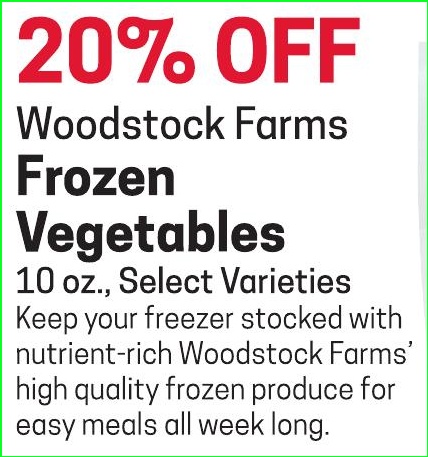 20% OFF
Woodstock Farms
Frozen
Vegetables
10 oz., Select Varieties
Keep your freezer stocked with
nutrient-rich Woodstock Farms’
high quality frozen produce for
easy meals all week long.